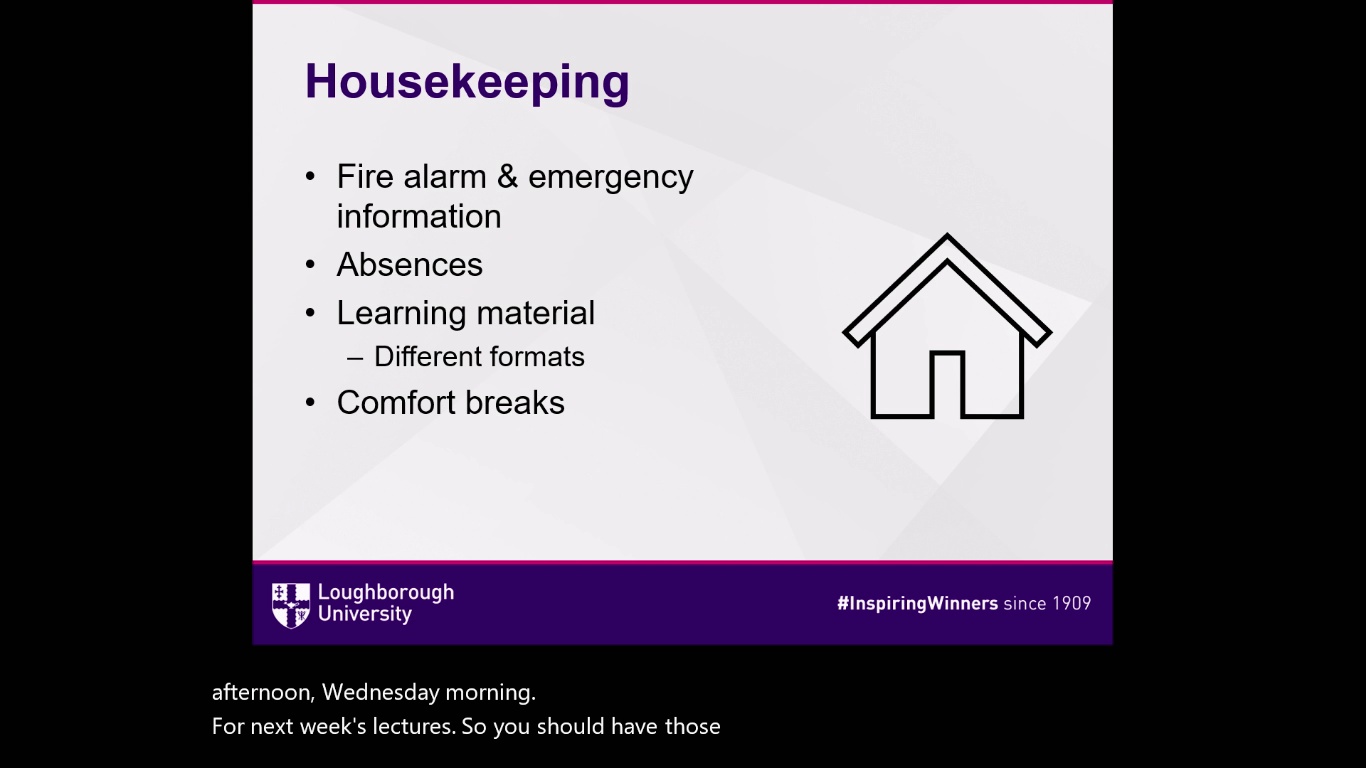 Housekeeping
• Fire alarm & emergency
information
• Absences
• Learning material
– Different formats
• Comfort breaks
Loughborough
University
#InspiringWinners since 1909
afternoon, Wednesday morning.
For next week's lectures. So you should have those